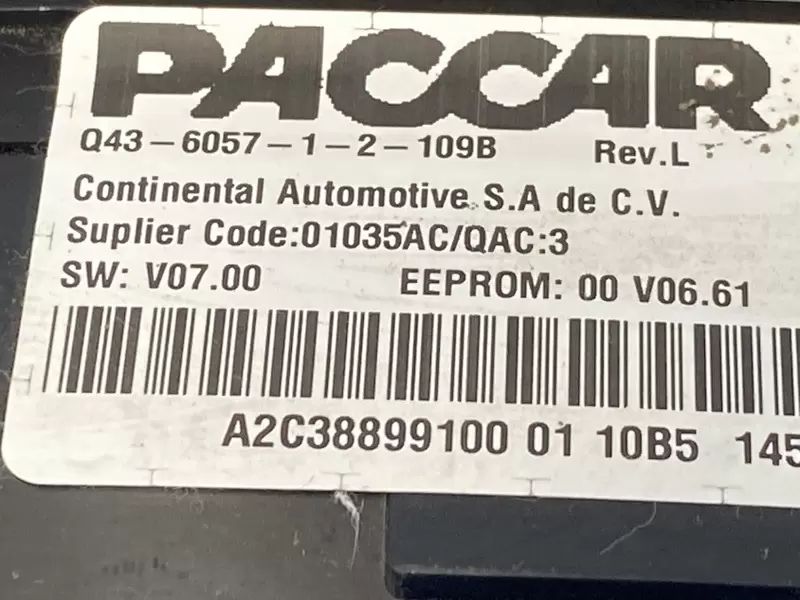 PACCAR
Q43-6057-1-2-109B Rev.L
Continental Automotive S.A de C.V.
Suplier Code:01035AC/QAC:3
SW: V07.00 EEPROM: 00 V06.61
A2C38899100 01 10B5 145